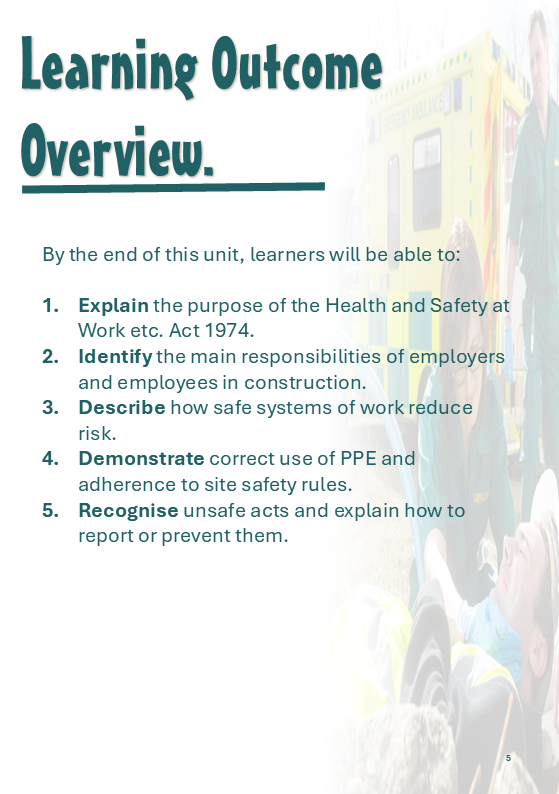 Learning Outcome
Overview.
By the end of this unit, learners will be able to:
1. Explain the purpose of the Health and Safety at
Work etc. Act 1974.
2. Identify the main responsibilities of employers
and employees in construction.
3. Describe how safe systems of work reduce
risk.
4. Demonstrate correct use of PPE and
adherence to site safety rules.
5. Recognise unsafe acts and explain how to
report or prevent them.
EMERGENCY AMBULANCE
5